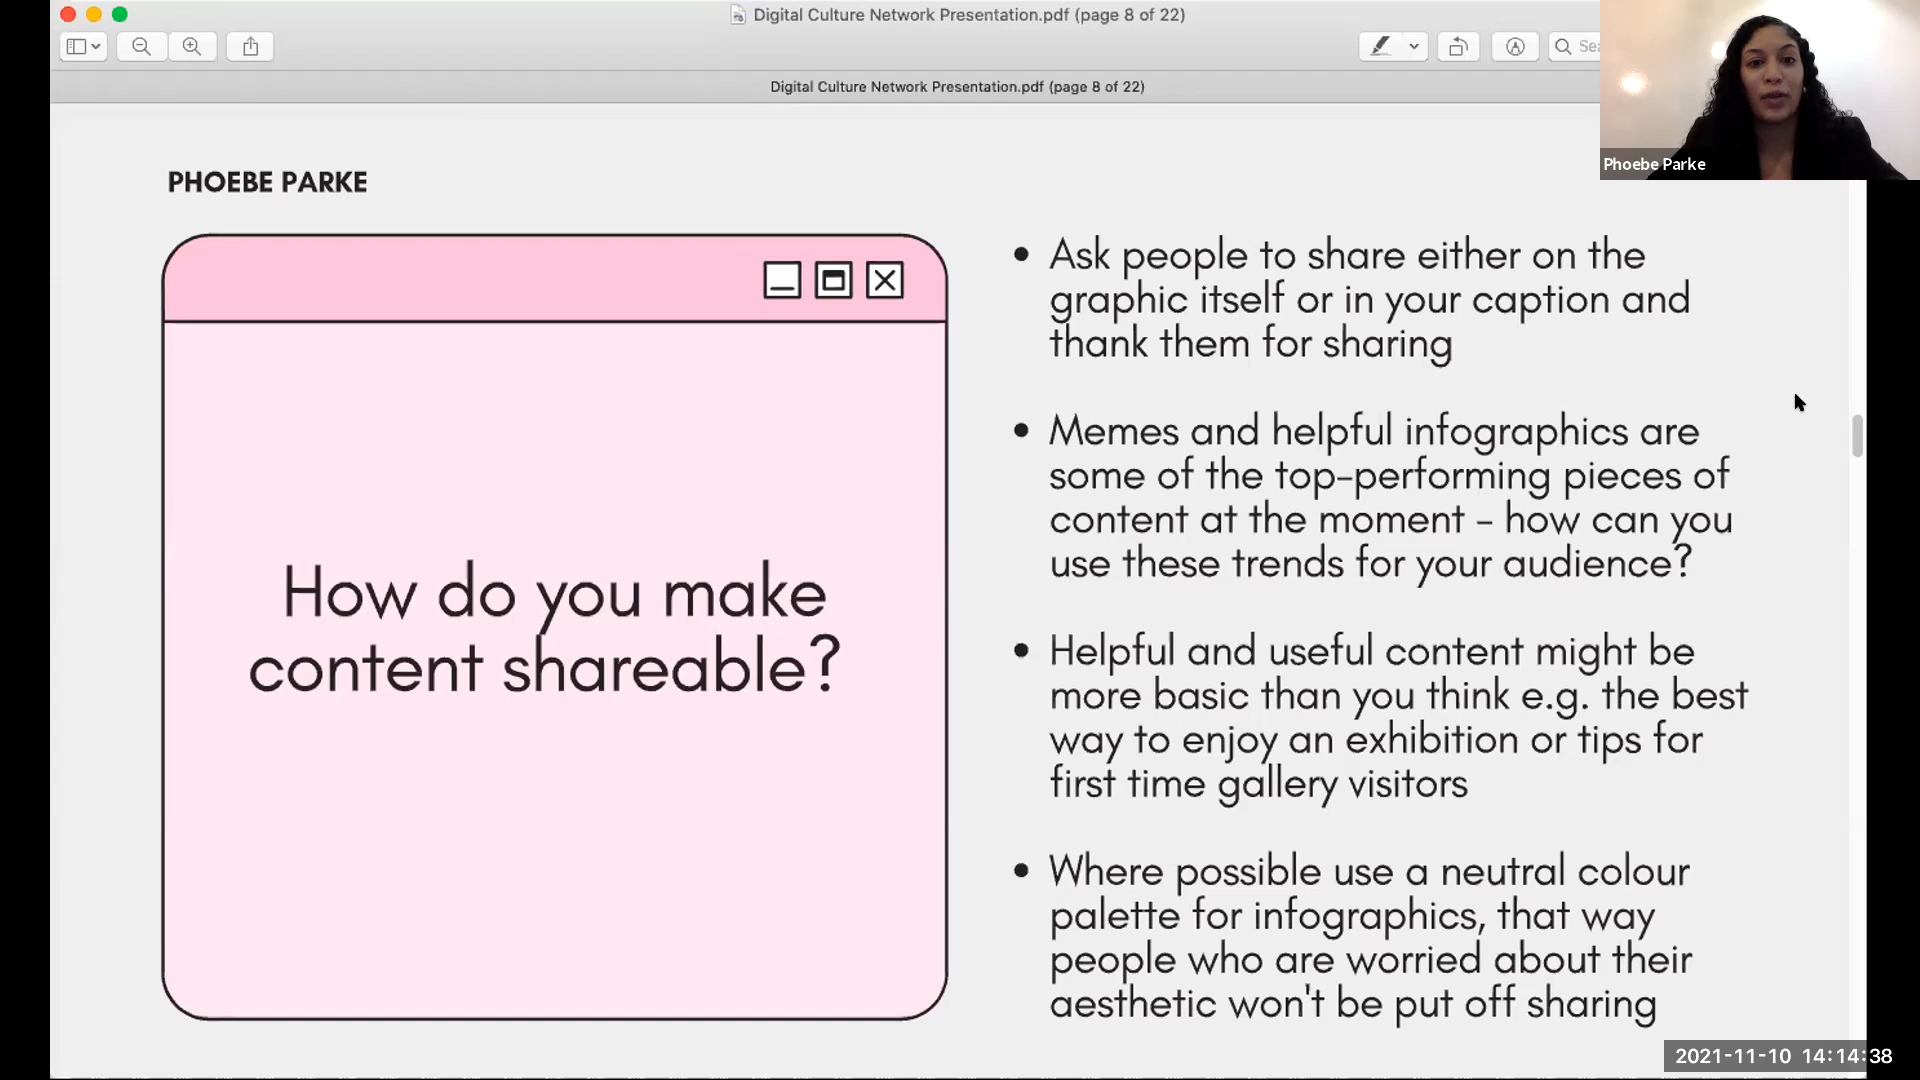 Digital Culture Network Presentation.pdf (page 8 of 22)
Digital Culture Network Presentation.pdf (page 8 of 22)
Phoebe Parke
PHOEBE PARKE
How do you make
content shareable?
• Ask people to share either on the
graphic itself or in your caption and
thank them for sharing
• Memes and helpful infographics are
some of the top-performing pieces of
content at the moment - how can you
use these trends for your audience?
• Helpful and useful content might be
more basic than you think e.g. the best
way to enjoy an exhibition or tips for
first time gallery visitors
• Where possible use a neutral colour
palette for infographics, that way
people who are worried about their
aesthetic won't be put off sharing
2021-11-10 14:14:38